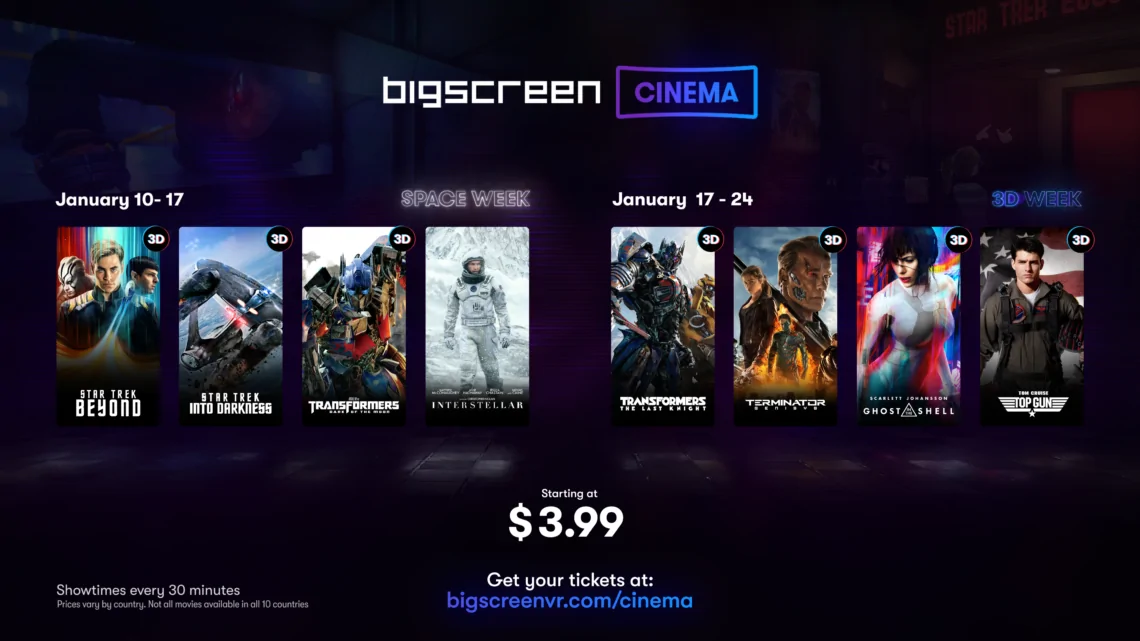 STAR TREK
bigscreen CINEMA
January 10- 17
SPACE WEEK
January 17 - 24
3D WEEK
3D
STAR TREK
BEYOND
3D
STAR TREK
INTO DARKNESS
3D
TRANSFORMERS
DARK OF THE MOON
INTERSTELLAR
3D
TRANSFORMERS
THE LAST KNIGHT
3D
TERMINATOR
GENISYS
3D
SCARLETT JOHANSSON
GHOST IN THE SHELL
3D
TOM CRUISE
TOP GUN
Starting at
$3.99
Get your tickets at:
bigscreenvr.com/cinema
Showtimes every 30 minutes
Prices vary by country. Not all movies available in all 10 countries